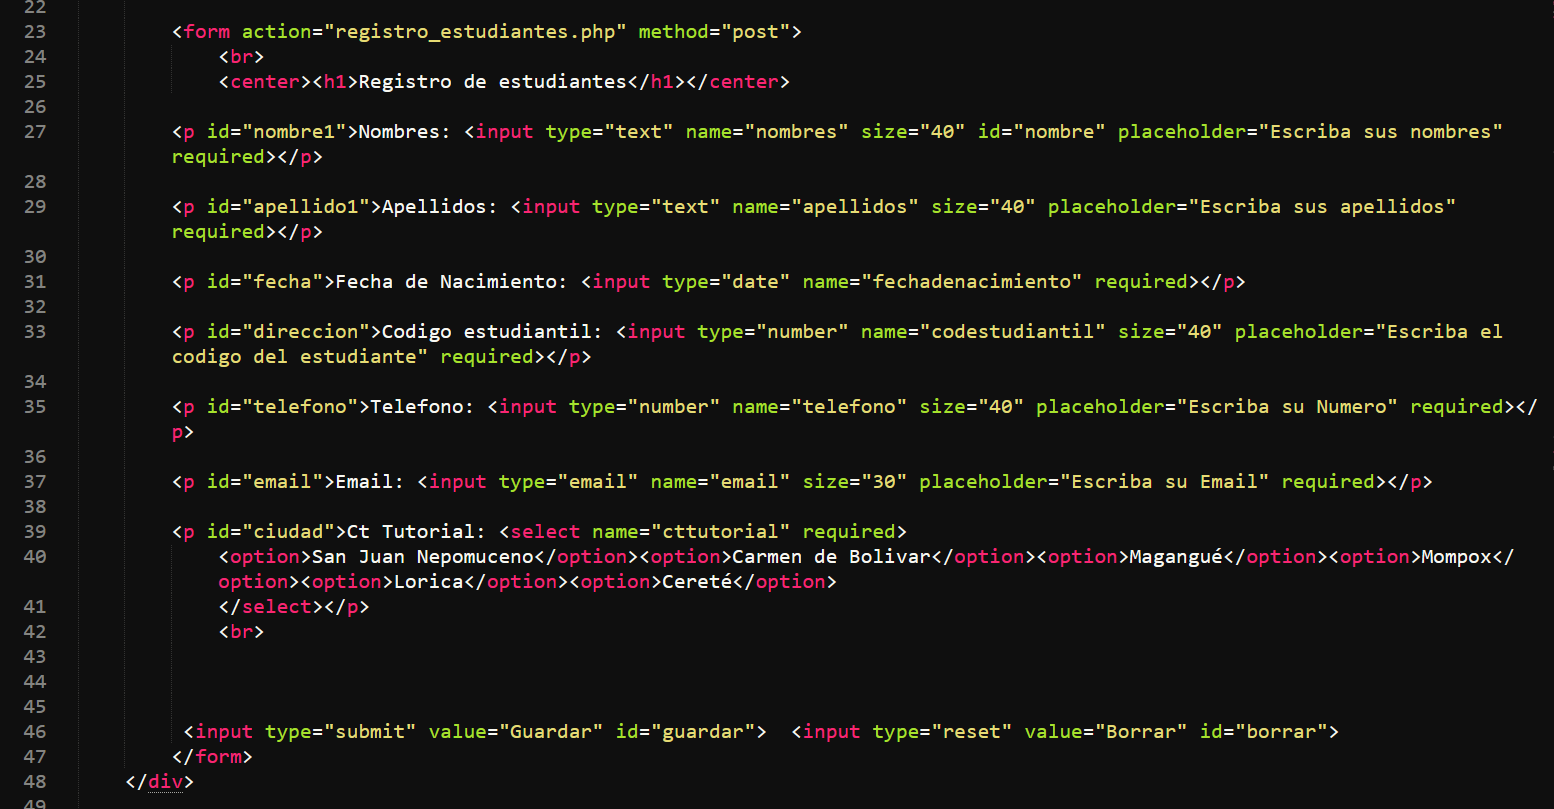 22
23 <form action="registro_estudiantes.php" method="post">
24 <br>
25 <center><h1>Registro de estudiantes</h1></center>
26
27 <p id="nombre1">Nombres: <input type="text" name="nombres" size="40" id="nombre" placeholder="Escriba sus nombres"
required></p>
28
29 <p id="apellido1">Apellidos: <input type="text" name="apellidos" size="40" placeholder="Escriba sus apellidos"
required></p>
30
31 <p id="fecha">Fecha de Nacimiento: <input type="date" name="fechadenacimiento" required></p>
32
33 <p id="direccion">Codigo estudiantil: <input type="number" name="codestudiantil" size="40" placeholder="Escriba el
codigo del estudiante" required></p>
34
35 <p id="telefono">Telefono: <input type="number" name="telefono" size="40" placeholder="Escriba su Numero" required></
p>
36
37 <p id="email">Email: <input type="email" name="email" size="30" placeholder="Escriba su Email" required></p>
38
39 <p id="ciudad">Ct Tutorial: <select name="cttutorial" required>
40 <option>San Juan Nepomuceno</option><option>Carmen de Bolivar</option><option>Magangué</option><option>Mompox</
option><option>Lorica</option><option>Cereté</option>
41 </select></p>
42 <br>
43
44
45
46 <input type="submit" value="Guardar" id="guardar">  <input type="reset" value="Borrar" id="borrar">
47 </form>
48 </div>
49